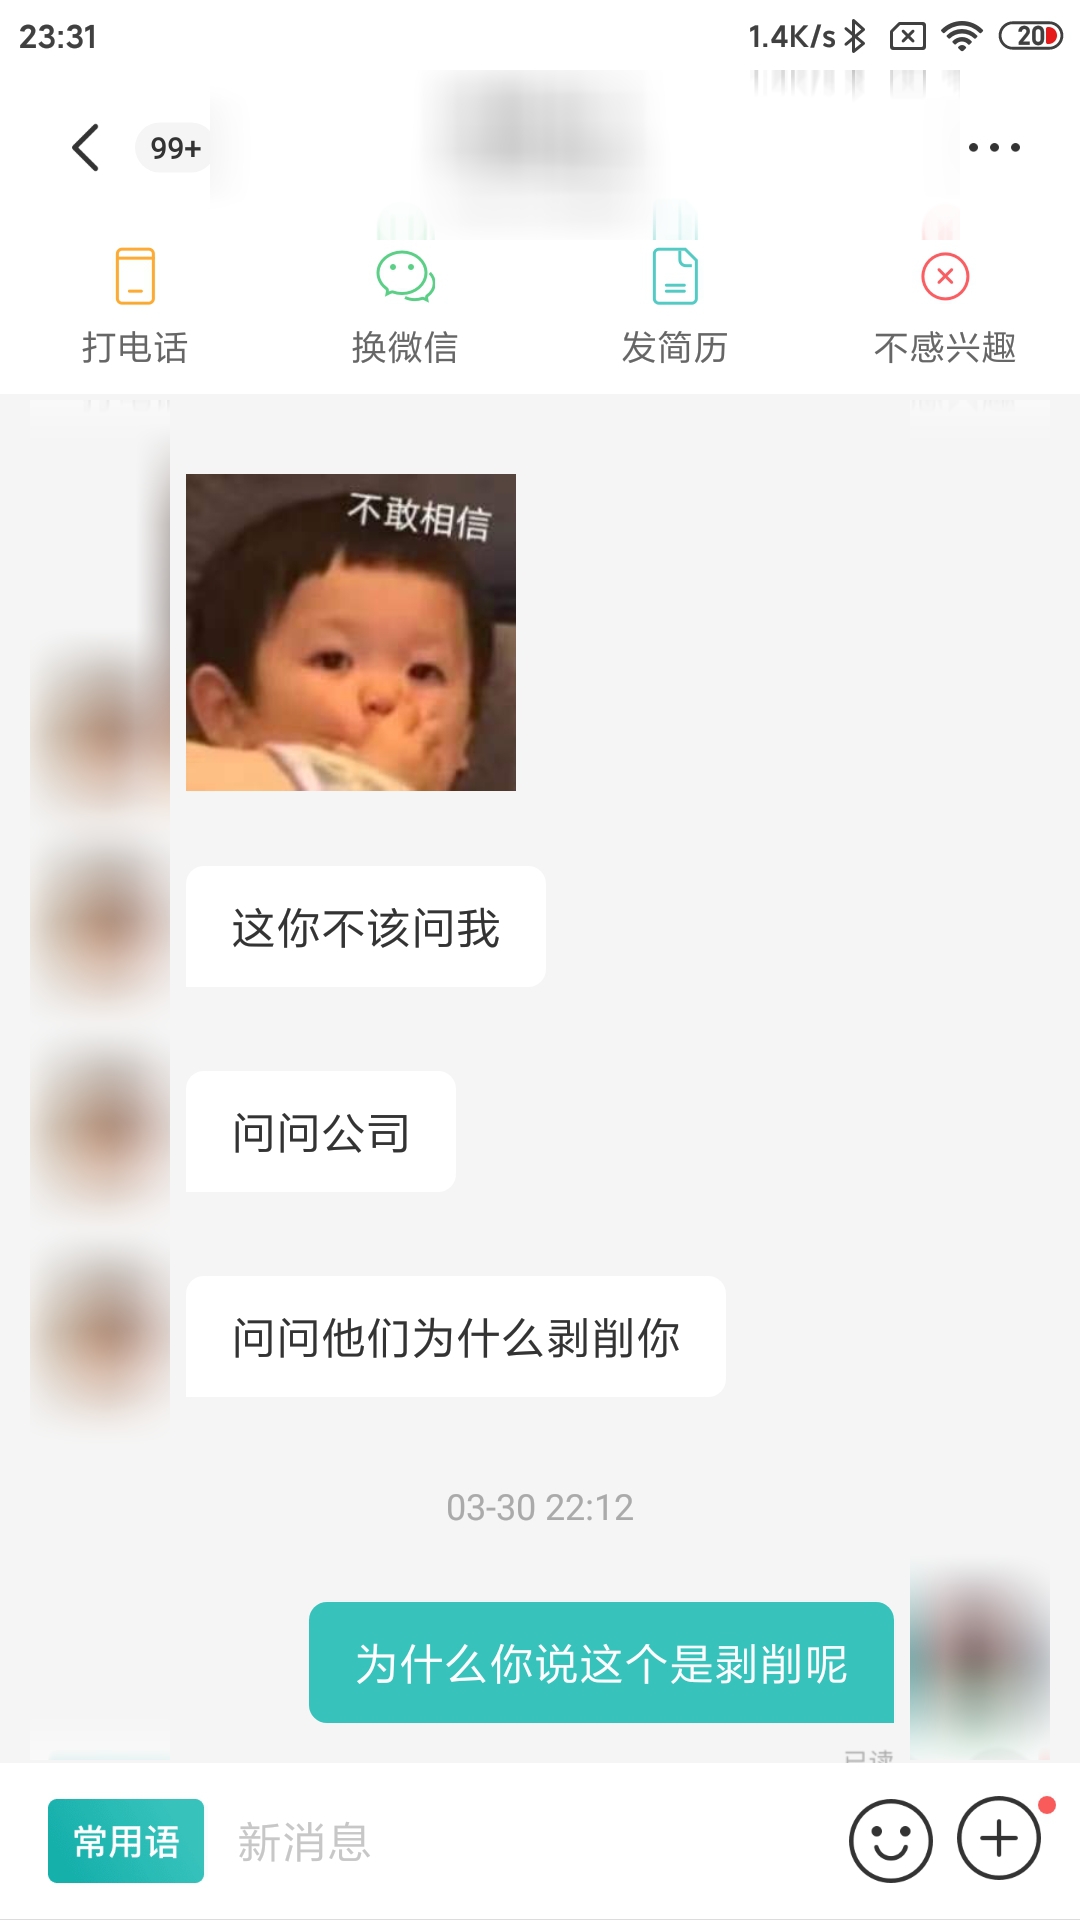 23:31
1.4K/s
20
99+
打电话
换微信
发简历
不感兴趣
不敢相信
这你不该问我
问问公司
问问他们为什么剥削你
03-30 22:12
为什么你说这个是剥削呢
已读
常用语
新消息